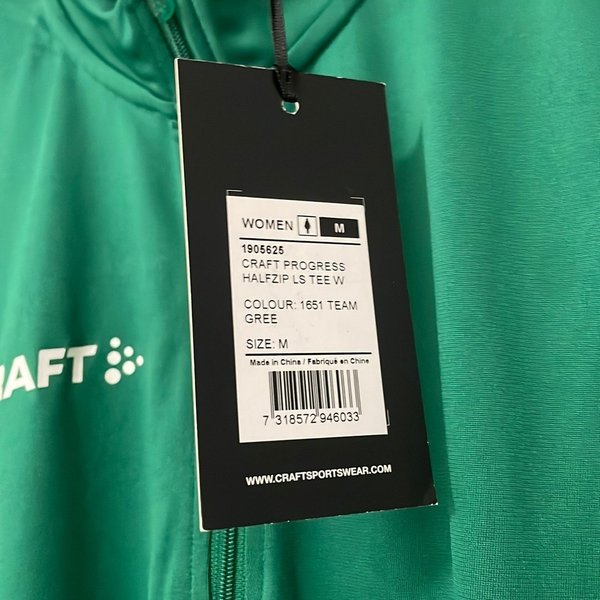 WOMEN M
1905625
CRAFT PROGRESS
HALFZIP LS TEE W
COLOUR: 1651 TEAM
GREE
SIZE: M
Made in China / Fabriqué en Chine
7 318572 946033
WWW.CRAFTSPORTSWEAR.COM
RAFT